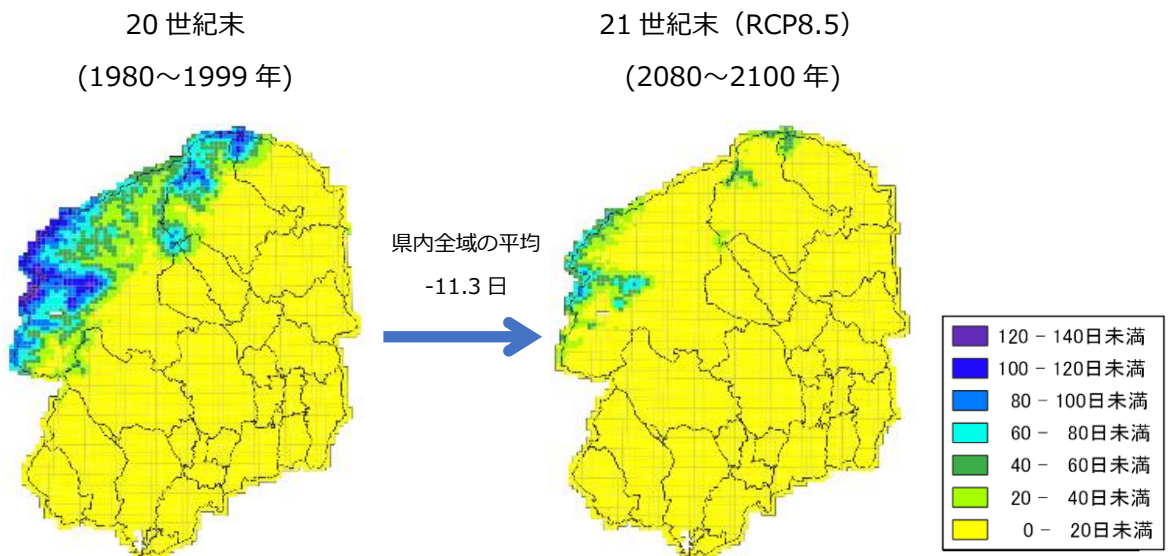 20 世紀末
(1980～1999 年)
21 世紀末（RCP8.5）
(2080～2100 年)
県内全域の平均
-11.3 日
120 － 140日未満
100 － 120日未満
80 － 100日未満
60 － 80日未満
40 － 60日未満
20 － 40日未満
0 － 20日未満